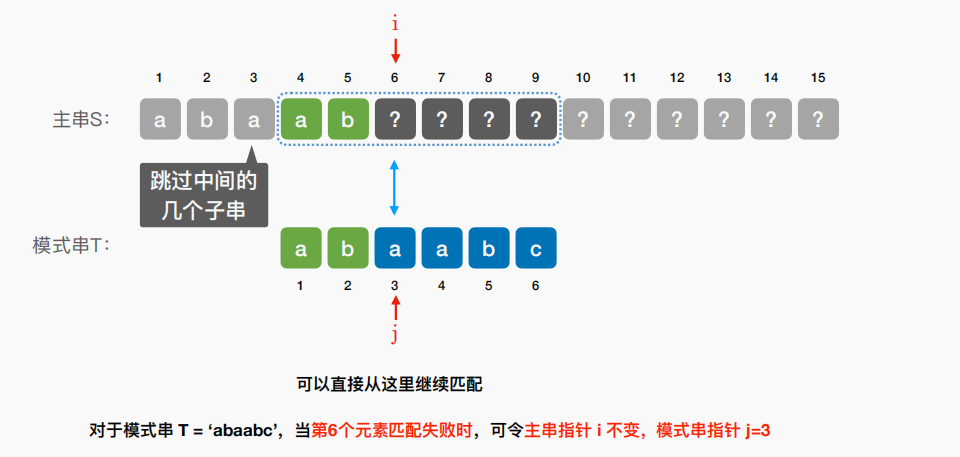 i
1 2 3 4 5 6 7 8 9 10 11 12 13 14 15
主串S: a b a a b ? ? ? ? ? ? ? ? ? ?
跳过中间的
几个子串
模式串T: a b a a b c
1 2 3 4 5 6
j
可以直接从这里继续匹配
对于模式串 T = ‘abaabc’，当第6个元素匹配失败时，可令主串指针 i 不变，模式串指针 j=3